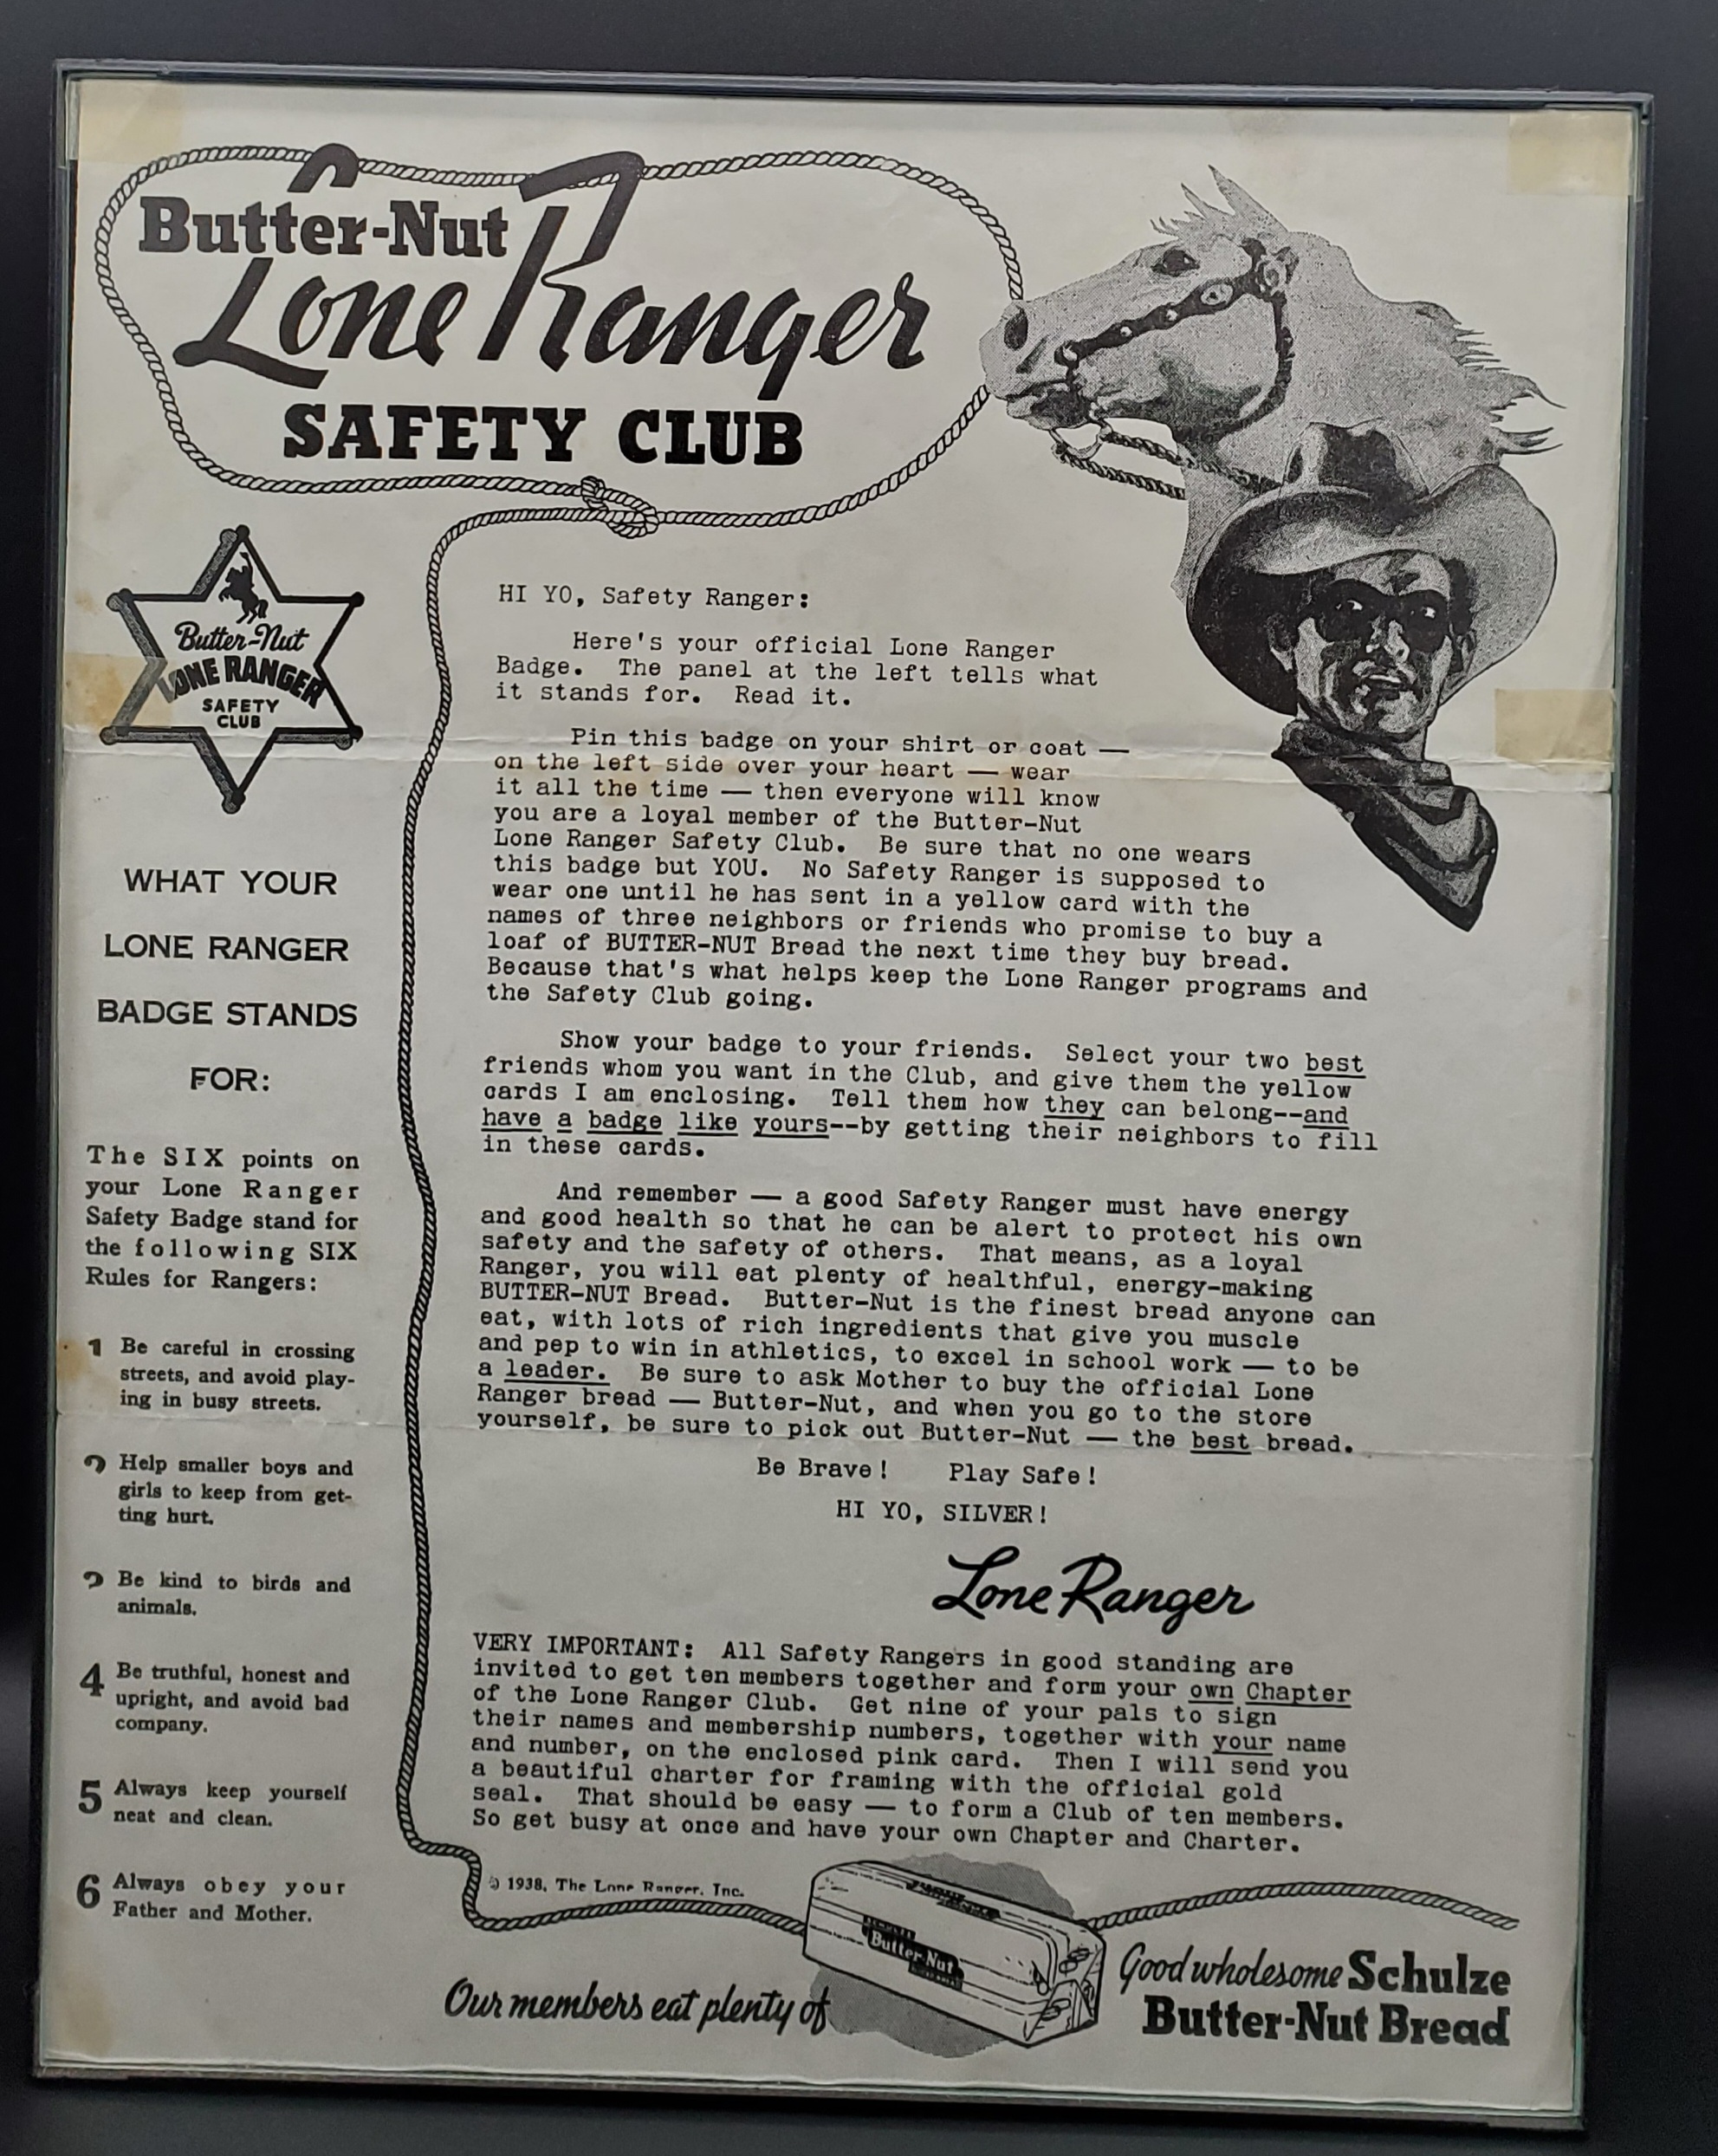 Butter-Nut
Lone Ranger
SAFETY CLUB
Butter-Nut
LONE RANGER
SAFETY
CLUB
WHAT YOUR
LONE RANGER
BADGE STANDS
FOR:
The SIX points on
your Lone Ranger
Safety Badge stand for
the following SIX
Rules for Rangers:
1 Be careful in crossing
streets, and avoid play-
ing in busy streets.
2 Help smaller boys and
girls to keep from get-
ting hurt.
3 Be kind to birds and
animals.
4 Be truthful, honest and
upright, and avoid bad
company.
5 Always keep yourself
neat and clean.
6 Always obey your
Father and Mother.
HI YO, Safety Ranger:
Here's your official Lone Ranger
Badge. The panel at the left tells what
it stands for. Read it.
Pin this badge on your shirt or coat —
on the left side over your heart — wear
it all the time — then everyone will know
you are a loyal member of the Butter-Nut
Lone Ranger Safety Club. Be sure that no one wears
this badge but YOU. No Safety Ranger is supposed to
wear one until he has sent in a yellow card with the
names of three neighbors or friends who promise to buy a
loaf of BUTTER-NUT Bread the next time they buy bread.
Because that's what helps keep the Lone Ranger programs and
the Safety Club going.
Show your badge to your friends. Select your two best
friends whom you want in the Club, and give them the yellow
cards I am enclosing. Tell them how they can belong--and
have a badge like yours--by getting their neighbors to fill
in these cards.
And remember — a good Safety Ranger must have energy
and good health so that he can be alert to protect his own
safety and the safety of others. That means, as a loyal
Ranger, you will eat plenty of healthful, energy-making
BUTTER-NUT Bread. Butter-Nut is the finest bread anyone can
eat, with lots of rich ingredients that give you muscle
and pep to win in athletics, to excel in school work — to be
a leader. Be sure to ask Mother to buy the official Lone
Ranger bread — Butter-Nut, and when you go to the store
yourself, be sure to pick out Butter-Nut — the best bread.
Be Brave! Play Safe!
HI YO, SILVER!
Lone Ranger
VERY IMPORTANT: All Safety Rangers in good standing are
invited to get ten members together and form your own Chapter
of the Lone Ranger Club. Get nine of your pals to sign
their names and membership numbers, together with your name
and number, on the enclosed pink card. Then I will send you
a beautiful charter for framing with the official gold
seal. That should be easy — to form a Club of ten members.
So get busy at once and have your own Chapter and Charter.
© 1938, The Lone Ranger, Inc.
Butter-Nut
Our members eat plenty of
Good wholesome Schulze
Butter-Nut Bread